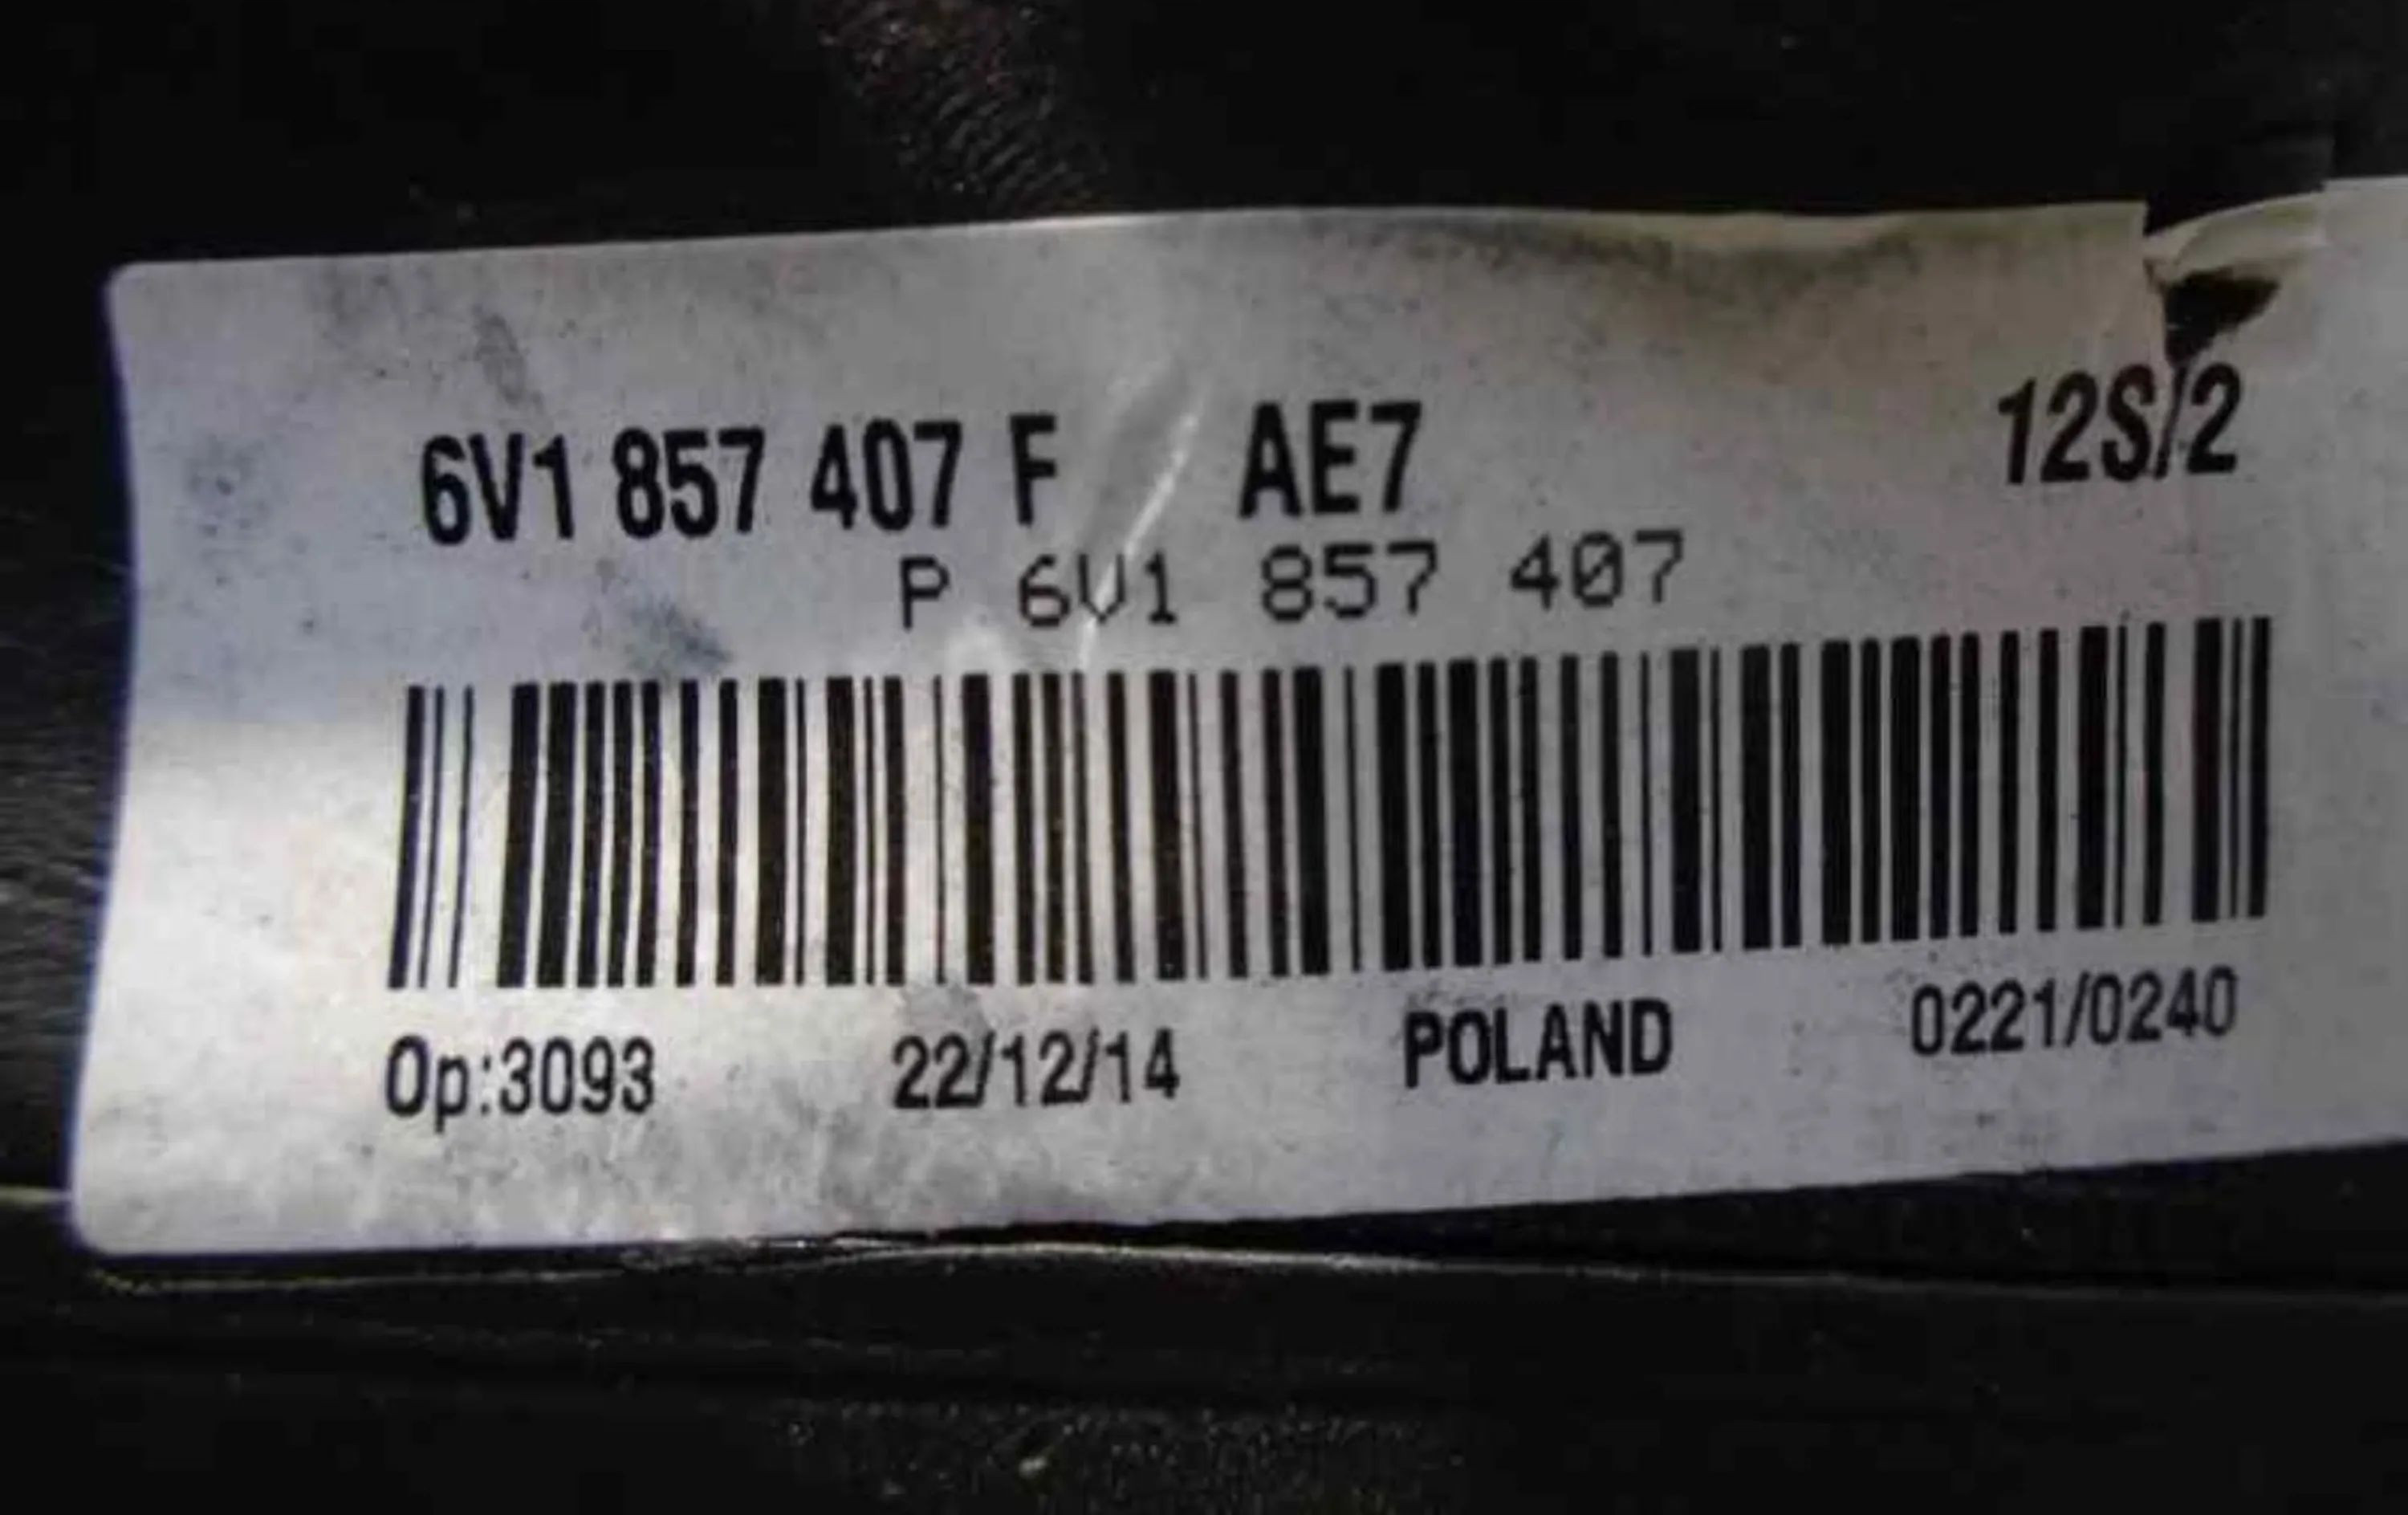 6V1 857 407 F AE7 12S/2
P 6V1 857 407
Op:3093 22/12/14 POLAND 0221/0240